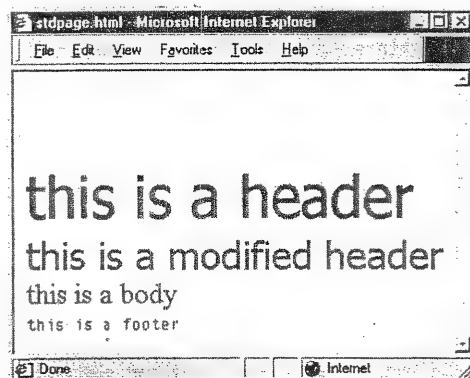 stdpage.html - Microsoft Internet Explorer
File Edit View Favorites Tools Help
this is a header
this is a modified header
this is a body
this is a footer
Done Internet